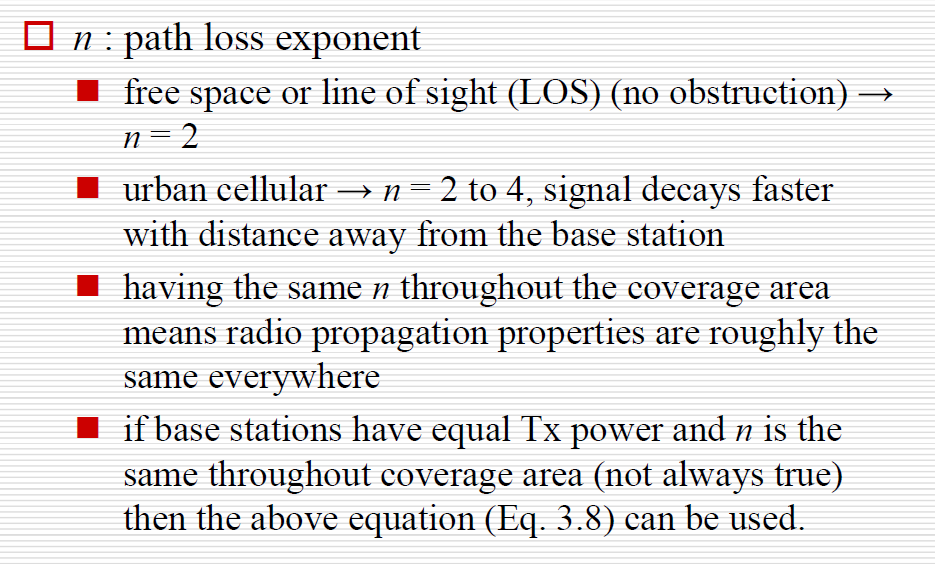 n : path loss exponent
free space or line of sight (LOS) (no obstruction) →
n = 2
urban cellular → n = 2 to 4, signal decays faster
with distance away from the base station
having the same n throughout the coverage area
means radio propagation properties are roughly the
same everywhere
if base stations have equal Tx power and n is the
same throughout coverage area (not always true)
then the above equation (Eq. 3.8) can be used.